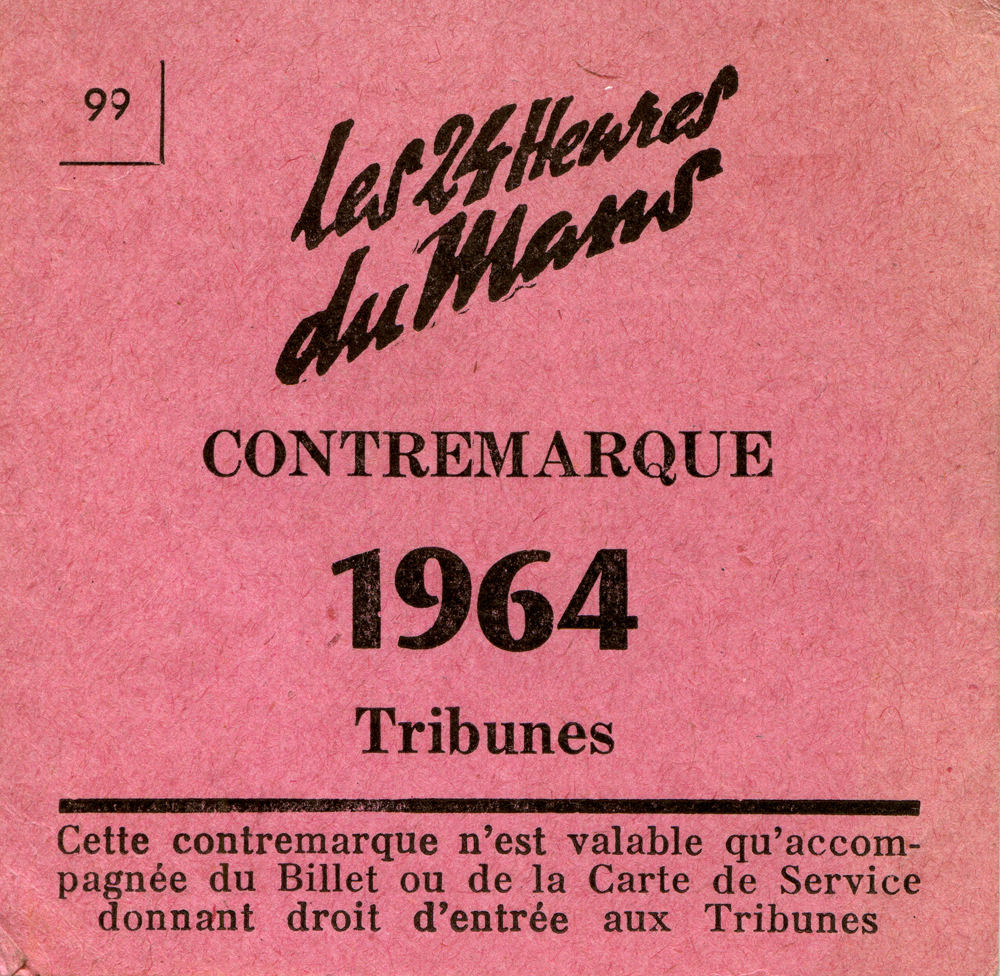 99
Les 24 Heures
du Mans
CONTREMARQUE
1964
Tribunes
Cette contremarque n'est valable qu'accom-
pagnée du Billet ou de la Carte de Service
donnant droit d'entrée aux Tribunes